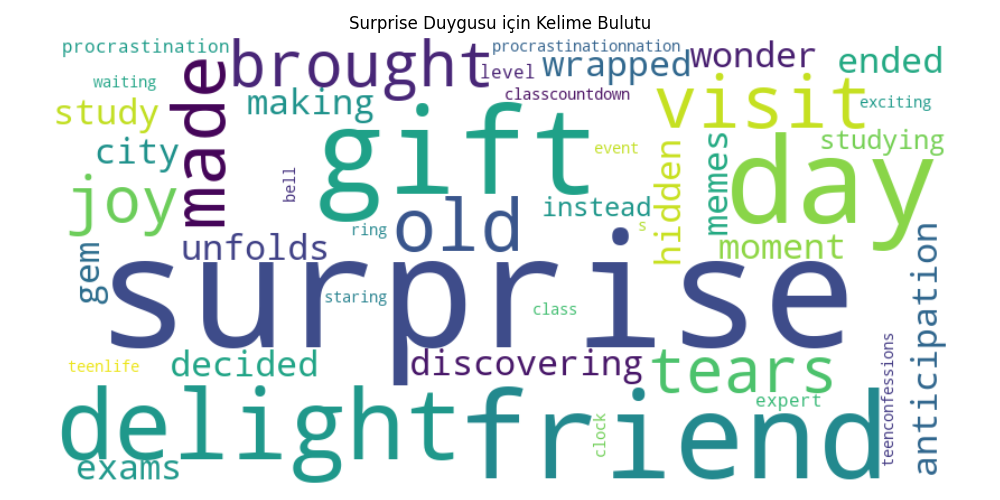 Surprise Duygusu için Kelime Bulutu
procrastination
brought
procrastinationnation
wonder
ended
waiting
made
level
wrapped
visit
exciting
study
making
classcountdown
gift
day
studying
city
event
hidden
memes
joy
bell
old
instead
s
moment
gem
unfolds
ring
surprise
anticipation
staring
class
teenlife
decided
discovering
tears
expert
teenconfessions
delight
friend
clock
exams